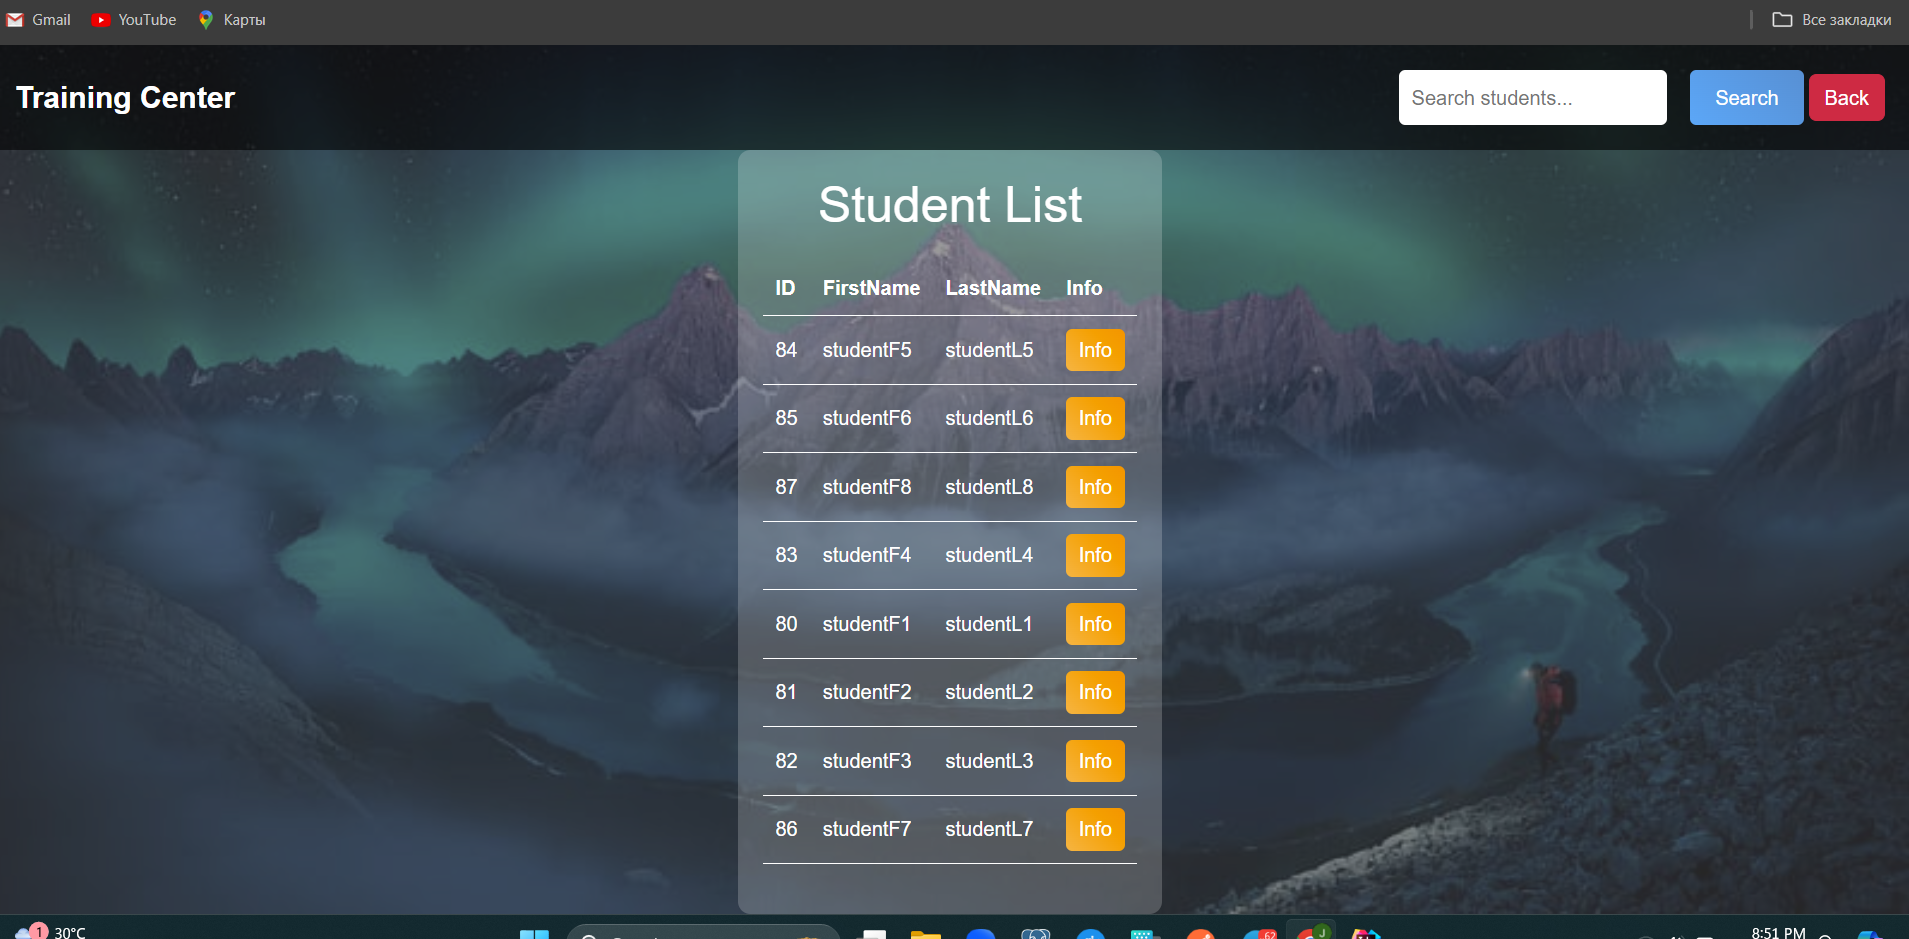 Gmail YouTube Карты Все закладки
Training Center Search students... Search Back
Student List
ID FirstName LastName Info
84 studentF5 studentL5 Info
85 studentF6 studentL6 Info
87 studentF8 studentL8 Info
83 studentF4 studentL4 Info
80 studentF1 studentL1 Info
81 studentF2 studentL2 Info
82 studentF3 studentL3 Info
86 studentF7 studentL7 Info
1 30°C 62 J 8:51 PM